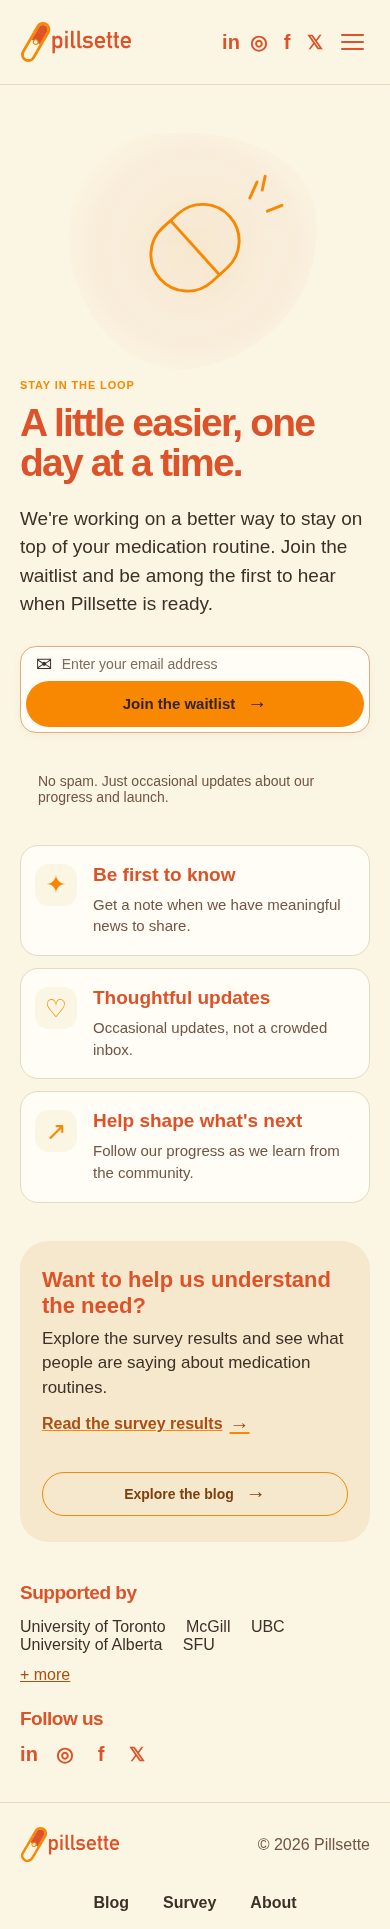 pillsette
in f 𝕏
STAY IN THE LOOP
A little easier, one
day at a time.
We're working on a better way to stay on
top of your medication routine. Join the
waitlist and be among the first to hear
when Pillsette is ready.
Enter your email address
Join the waitlist →
No spam. Just occasional updates about our
progress and launch.
Be first to know
Get a note when we have meaningful
news to share.
Thoughtful updates
Occasional updates, not a crowded
inbox.
Help shape what's next
Follow our progress as we learn from
the community.
Want to help us understand
the need?
Explore the survey results and see what
people are saying about medication
routines.
Read the survey results →
Explore the blog →
Supported by
University of Toronto McGill UBC
University of Alberta SFU
+ more
Follow us
in f 𝕏
pillsette
© 2026 Pillsette
Blog Survey About